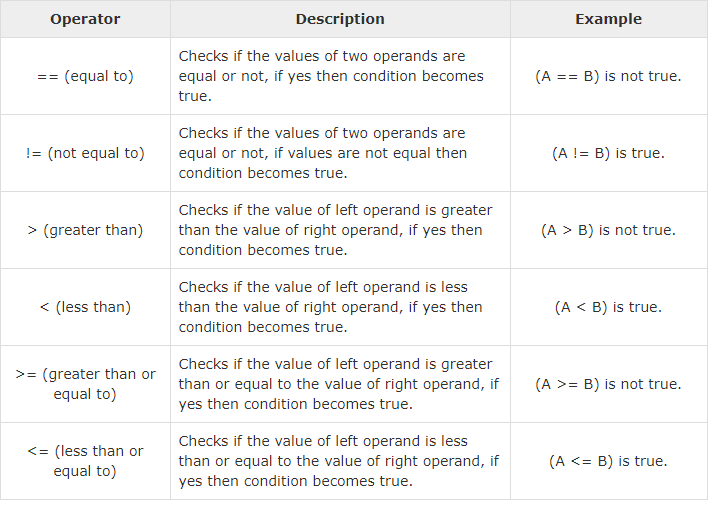 Operator Description Example
== (equal to)
Checks if the values of two operands are
equal or not, if yes then condition becomes
true.
(A == B) is not true.
!= (not equal to)
Checks if the values of two operands are
equal or not, if values are not equal then
condition becomes true.
(A != B) is true.
> (greater than)
Checks if the value of left operand is greater
than the value of right operand, if yes then
condition becomes true.
(A > B) is not true.
< (less than)
Checks if the value of left operand is less
than the value of right operand, if yes then
condition becomes true.
(A < B) is true.
>= (greater than or
equal to)
Checks if the value of left operand is greater
than or equal to the value of right operand, if
yes then condition becomes true.
(A >= B) is not true.
<= (less than or
equal to)
Checks if the value of left operand is less
than or equal to the value of right operand, if
yes then condition becomes true.
(A <= B) is true.